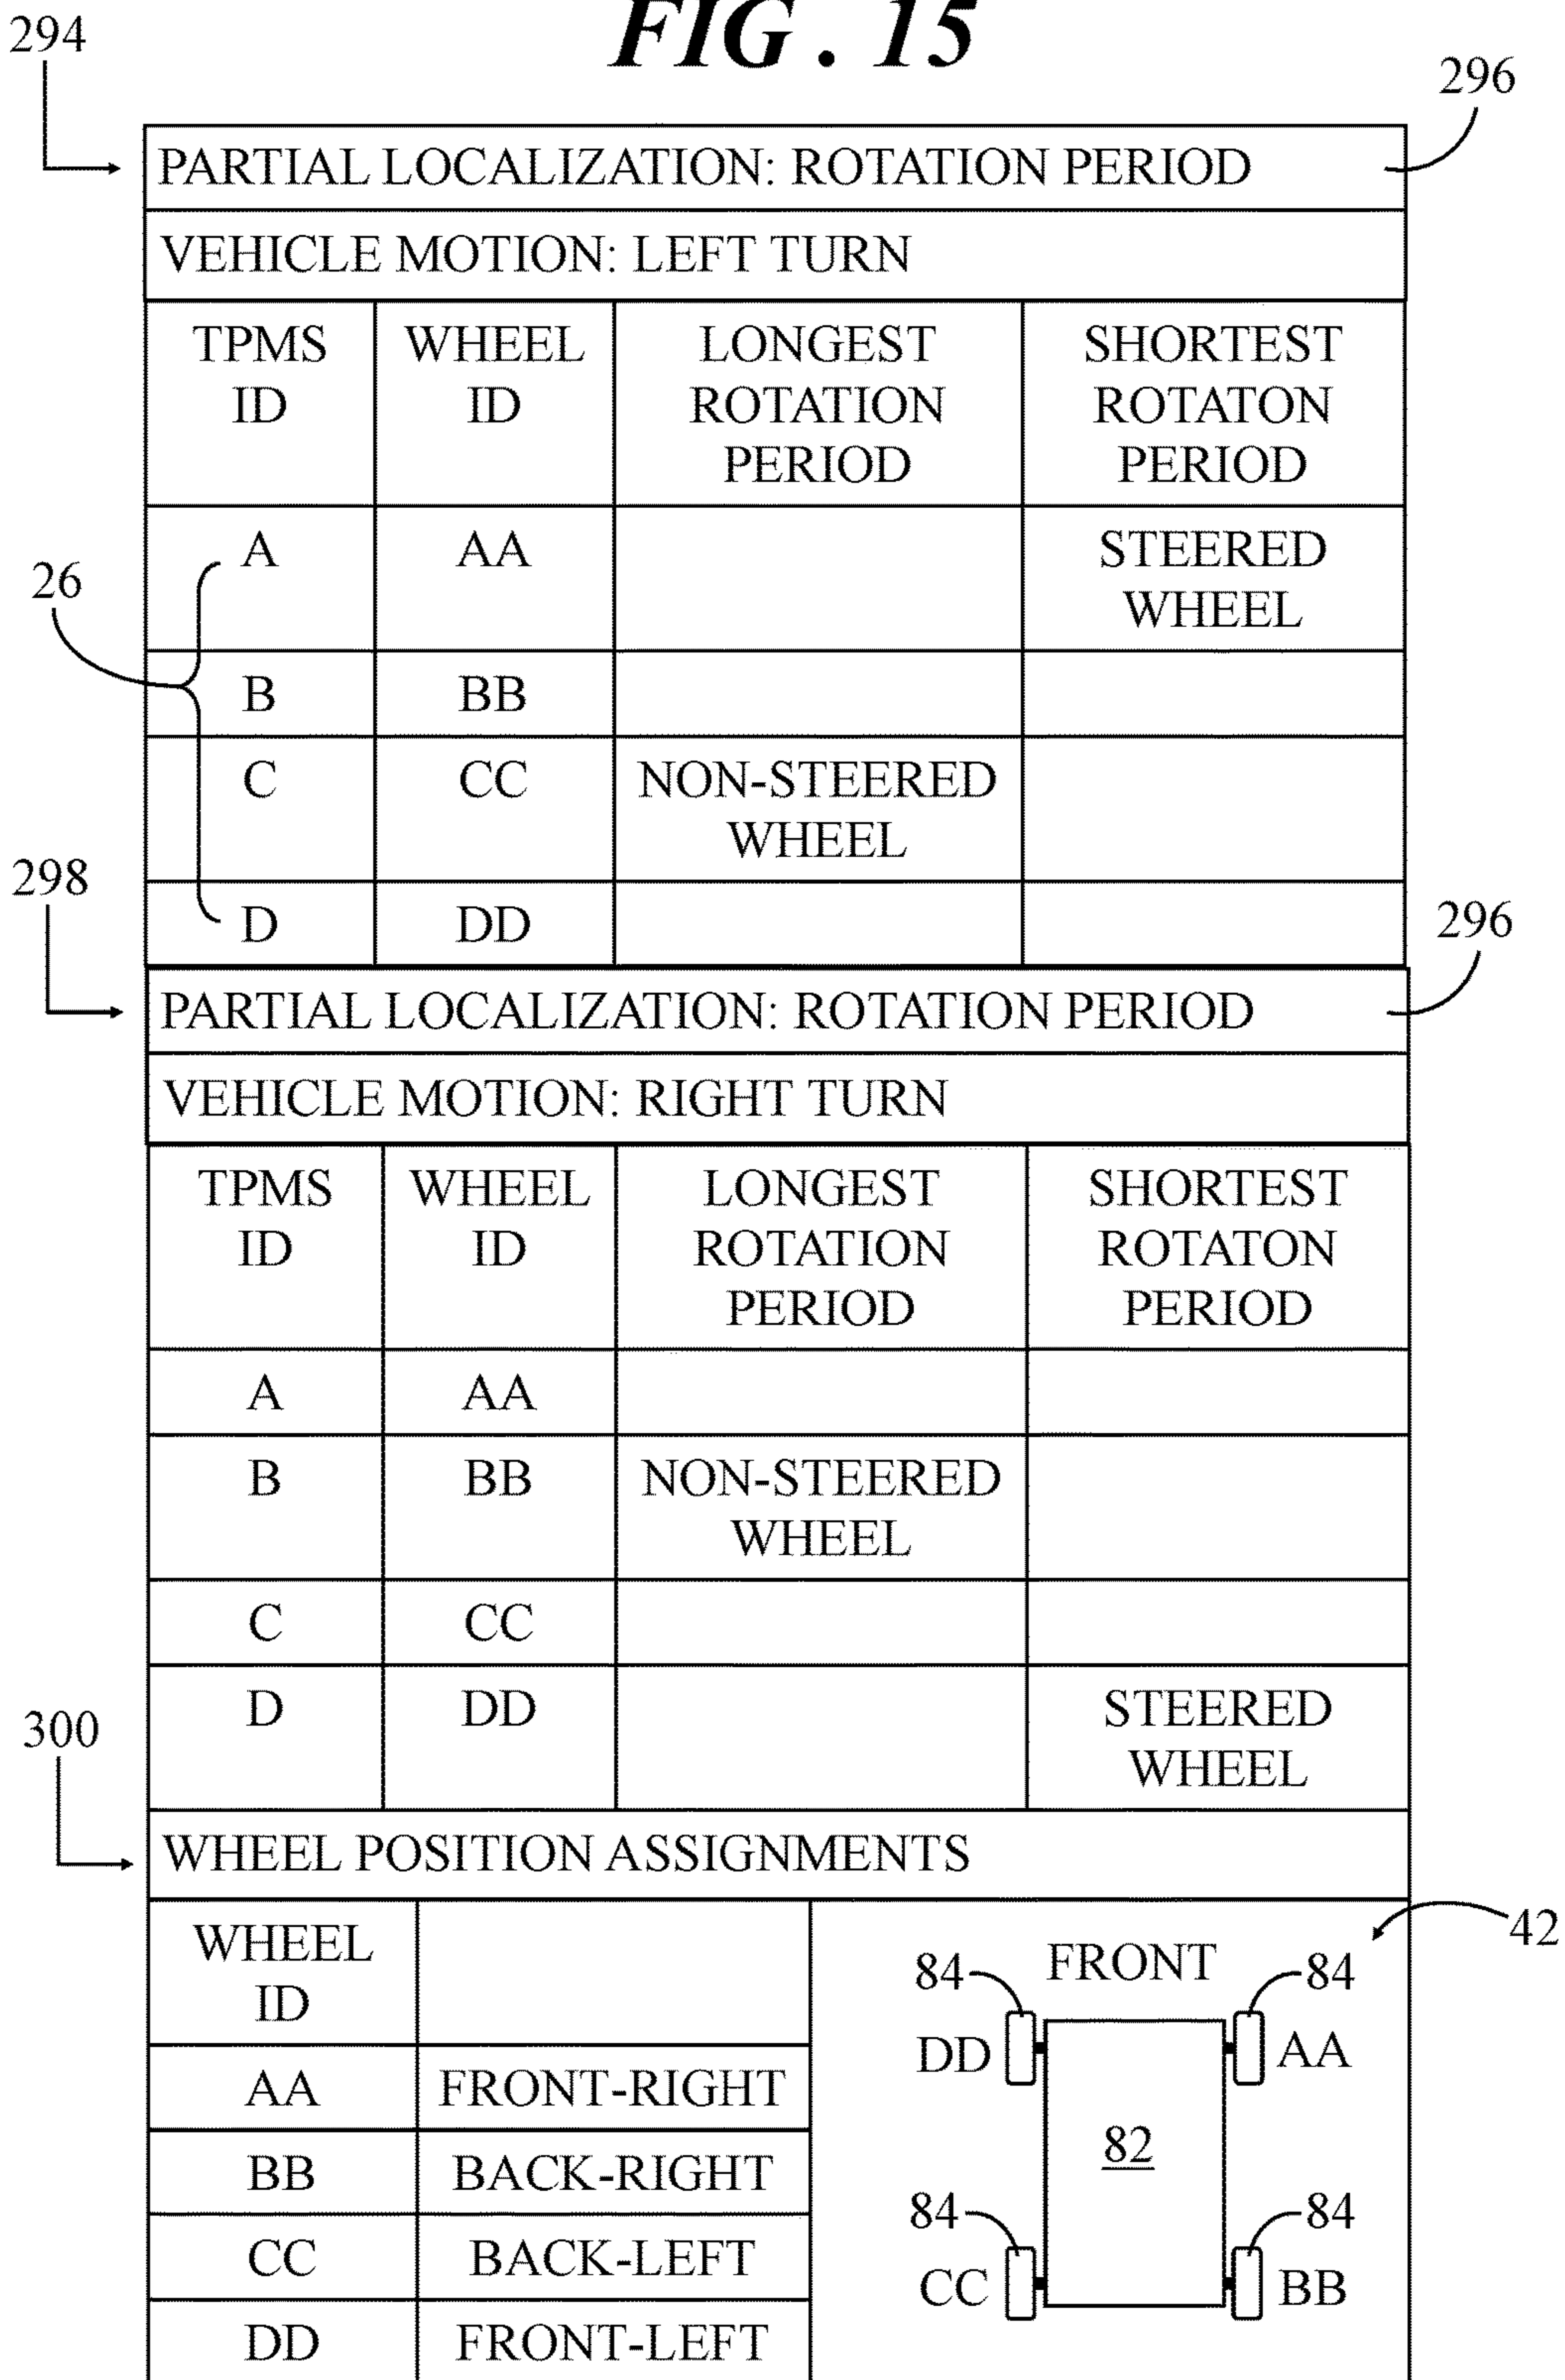 FIG. 15
294
296
PARTIAL LOCALIZATION: ROTATION PERIOD
VEHICLE MOTION: LEFT TURN
TPMS ID
WHEEL ID
LONGEST ROTATION PERIOD
SHORTEST ROTATON PERIOD
A AA STEERED WHEEL
26
B BB
C CC NON-STEERED WHEEL
298
D DD
296
PARTIAL LOCALIZATION: ROTATION PERIOD
VEHICLE MOTION: RIGHT TURN
TPMS ID
WHEEL ID
LONGEST ROTATION PERIOD
SHORTEST ROTATON PERIOD
A AA
B BB NON-STEERED WHEEL
C CC
D DD STEERED WHEEL
300
WHEEL POSITION ASSIGNMENTS
WHEEL ID
AA FRONT-RIGHT
BB BACK-RIGHT
CC BACK-LEFT
DD FRONT-LEFT
42
84 FRONT 84
DD AA
82
84 84
CC BB